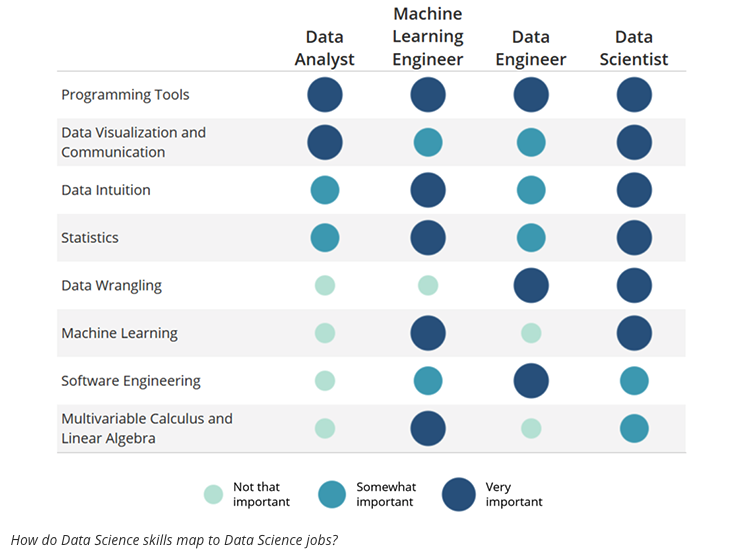 Data Analyst
Machine Learning Engineer
Data Engineer
Data Scientist
Programming Tools
Data Visualization and
Communication
Data Intuition
Statistics
Data Wrangling
Machine Learning
Software Engineering
Multivariable Calculus and
Linear Algebra
Not that
important
Somewhat
important
Very
important
How do Data Science skills map to Data Science jobs?